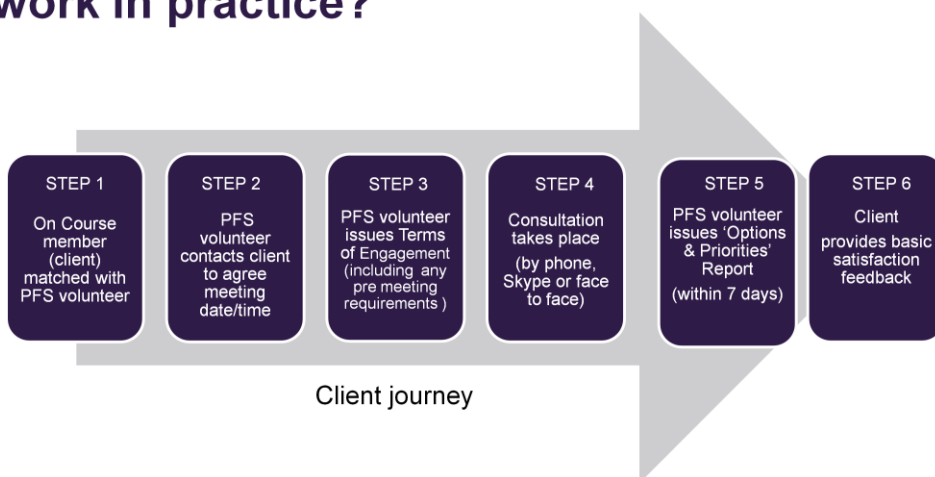 work in practice?
STEP 1
On Course
member
(client)
matched with
PFS volunteer
STEP 2
PFS
volunteer
contacts client
to agree
meeting
date/time
STEP 3
PFS volunteer
issues Terms
of Engagement
(including any
pre meeting
requirements )
STEP 4
Consultation
takes place
(by phone,
Skype or face
to face)
STEP 5
PFS volunteer
issues ‘Options
& Priorities’
Report
(within 7 days)
STEP 6
Client
provides basic
satisfaction
feedback
Client journey